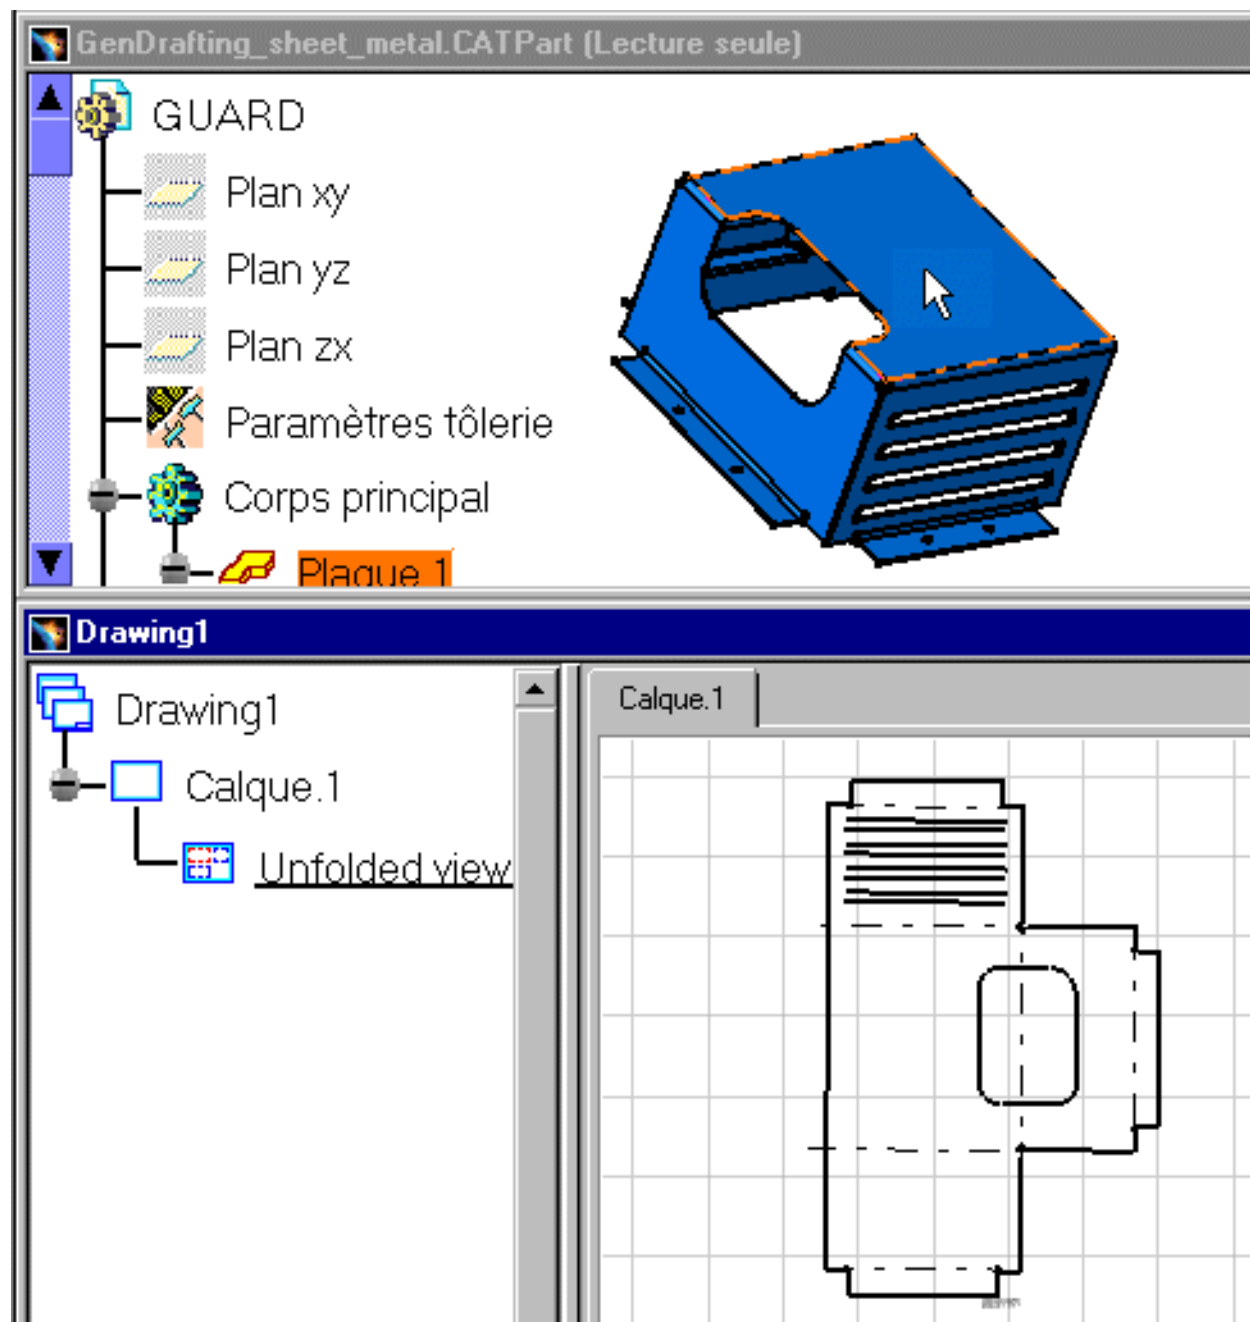 GenDrafting_sheet_metal.CATPart (Lecture seule)
GUARD
Plan xy
Plan yz
Plan zx
Paramètres tôlerie
Corps principal
Plaque 1
Drawing1
Drawing1
Calque.1
Unfolded view
Calque.1